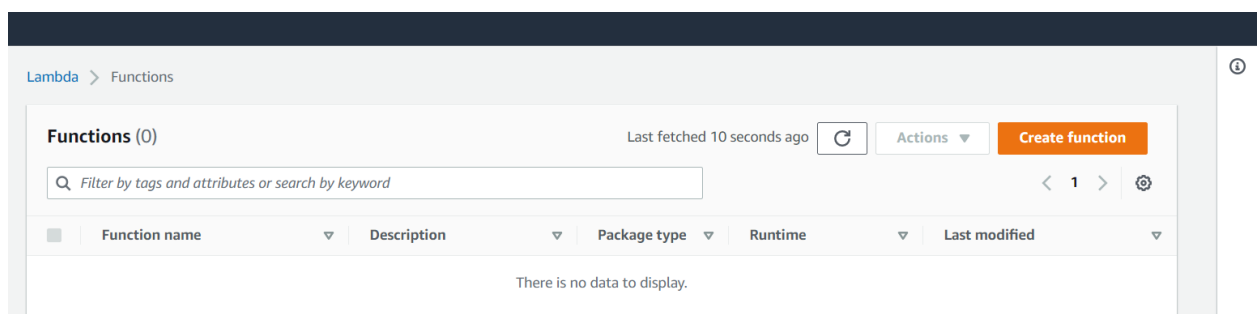 Lambda > Functions
Functions (0) Last fetched 10 seconds ago Actions Create function
Filter by tags and attributes or search by keyword < 1 >
Function name Description Package type Runtime Last modified
There is no data to display.